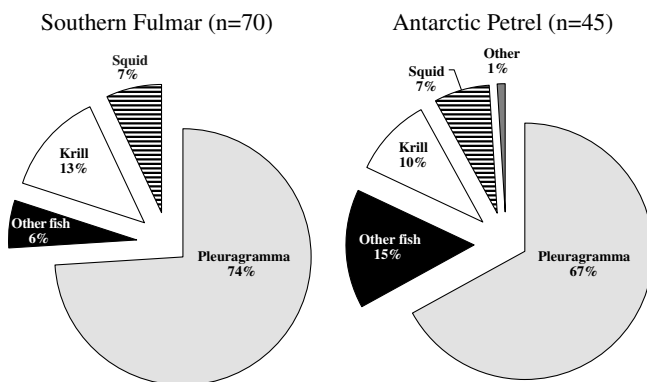 Southern Fulmar (n=70)
Squid
7%
Krill
13%
Other fish
6%
Pleuragramma
74%
Antarctic Petrel (n=45)
Other
1%
Squid
7%
Krill
10%
Other fish
15%
Pleuragramma
67%